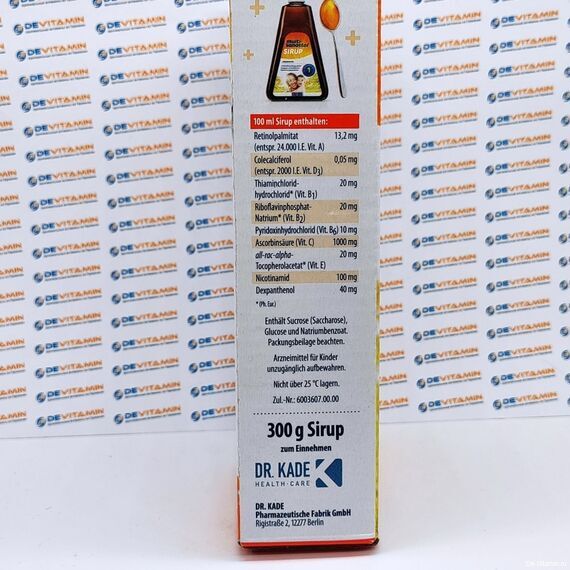 multi-
sanostol
SIRUP
100 ml Sirup enthalten:
Retinolpalmitat 13,2 mg
(entspr. 24.000 I.E. Vit. A)
Colecalciferol 0,05 mg
(entspr. 2000 I.E. Vit. D3)
Thiaminchlorid- 20 mg
hydrochlorid* (Vit. B1)
Riboflavinphosphat- 20 mg
Natrium* (Vit. B2)
Pyridoxinhydrochlorid (Vit. B6) 10 mg
Ascorbinsäure (Vit. C) 1000 mg
all-rac-alpha- 20 mg
Tocopherolacetat* (Vit. E)
Nicotinamid 100 mg
Dexpanthenol 40 mg
* (Ph. Eur.)
Enthält Sucrose (Saccharose),
Glucose und Natriumbenzoat.
Packungsbeilage beachten.
Arzneimittel für Kinder
unzugänglich aufbewahren.
Nicht über 25 °C lagern.
Zul.-Nr.: 6003607.00.00
300 g Sirup
zum Einnehmen
DR. KADE
HEALTH·CARE
DR. KADE
Pharmazeutische Fabrik GmbH
Rigistraße 2, 12277 Berlin
DEVITAMIN